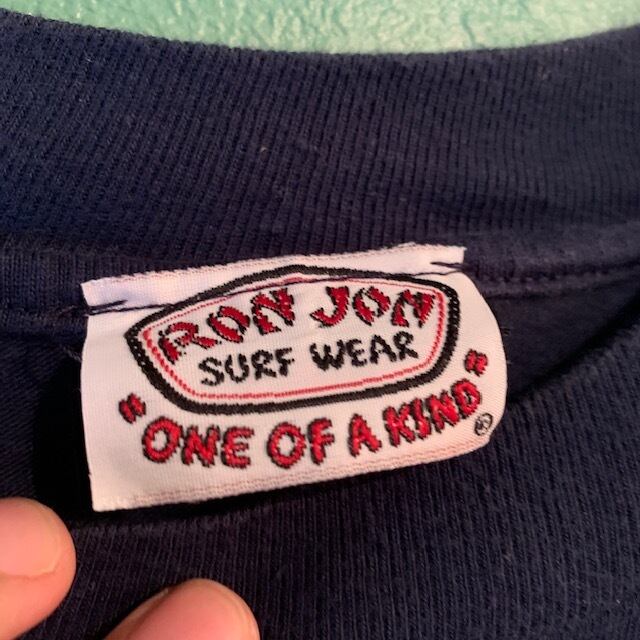 RON JON
SURF WEAR
"ONE OF A KIND"
®